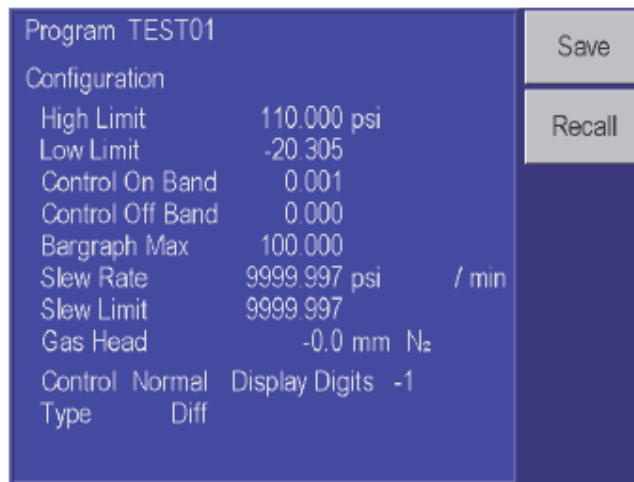 Program TEST01
Configuration
High Limit 110.000 psi
Low Limit -20.305
Control On Band 0.001
Control Off Band 0.000
Bargraph Max 100.000
Slew Rate 9999.997 psi / min
Slew Limit 9999.997
Gas Head -0.0 mm N₂
Control Normal Display Digits -1
Type Diff
Save
Recall